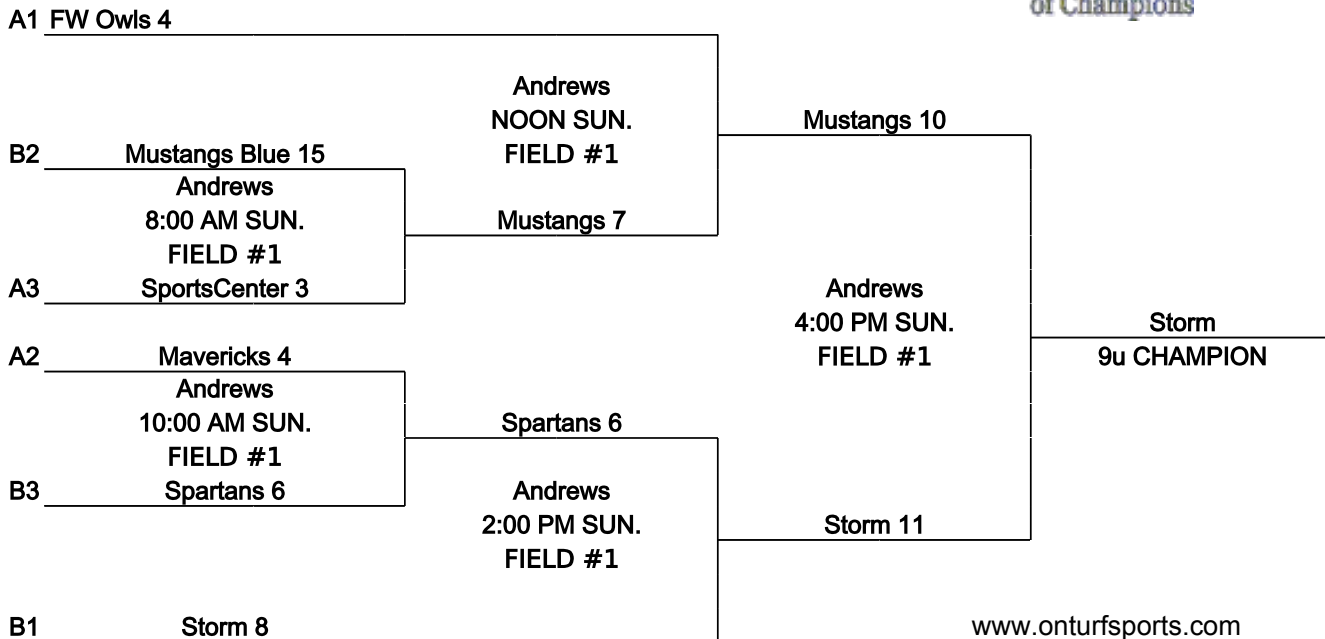 of Champions
A1 FW Owls 4
Andrews
NOON SUN.
FIELD #1
Mustangs 10
B2 Mustangs Blue 15
Andrews
8:00 AM SUN.
FIELD #1
Mustangs 7
A3 SportsCenter 3
Andrews
4:00 PM SUN.
FIELD #1
Storm
9u CHAMPION
A2 Mavericks 4
Andrews
10:00 AM SUN.
FIELD #1
Spartans 6
B3 Spartans 6
Andrews
2:00 PM SUN.
FIELD #1
Storm 11
B1 Storm 8
www.onturfsports.com